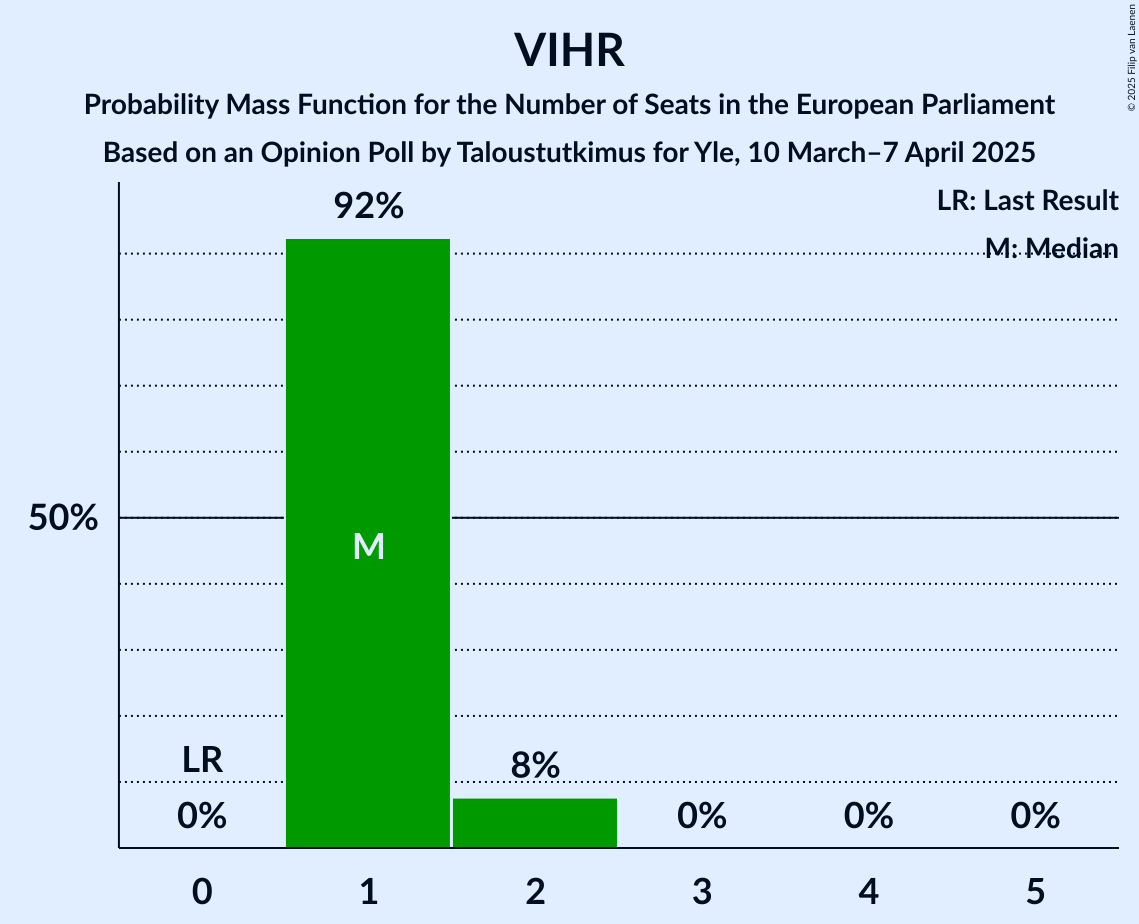 VIHR
Probability Mass Function for the Number of Seats in the European Parliament
Based on an Opinion Poll by Taloustutkimus for Yle, 10 March–7 April 2025
© 2025 Filip van Laenen
LR: Last Result
M: Median
92%
50%
M
LR
0%
8%
0%
0%
0%
0
1
2
3
4
5